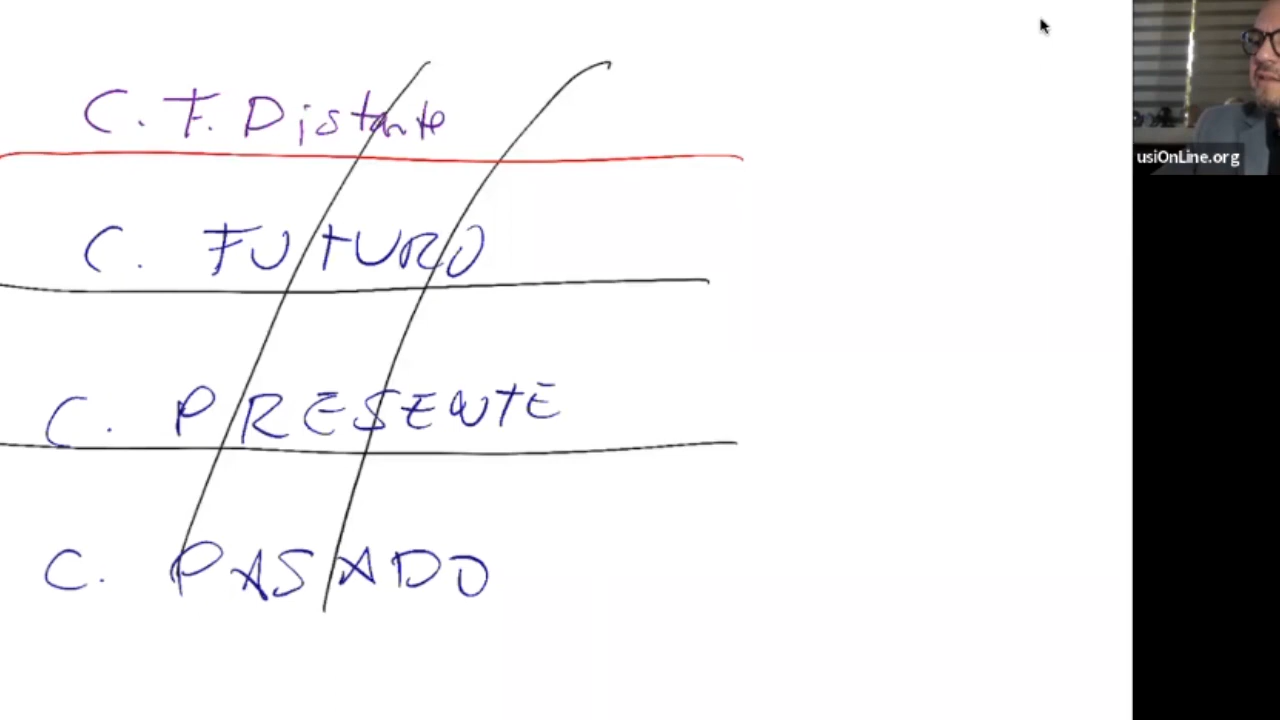 C. F. Distante
C. FUTURO
C. PRESENTE
C. PASADO
usiOnLine.org